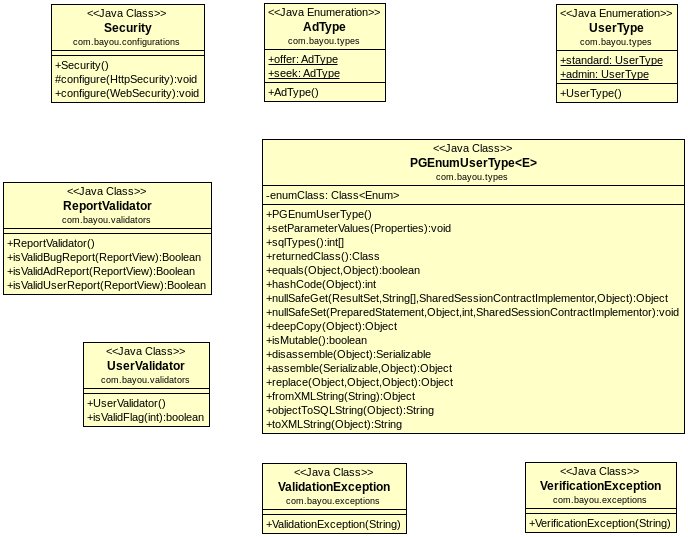 <<Java Class>>
Security
com.bayou.configurations
+Security()
#configure(HttpSecurity):void
+configure(WebSecurity):void
<<Java Enumeration>>
AdType
com.bayou.types
+offer: AdType
+seek: AdType
+AdType()
<<Java Enumeration>>
UserType
com.bayou.types
+standard: UserType
+admin: UserType
+UserType()
<<Java Class>>
ReportValidator
com.bayou.validators
+ReportValidator()
+isValidBugReport(ReportView):Boolean
+isValidAdReport(ReportView):Boolean
+isValidUserReport(ReportView):Boolean
<<Java Class>>
PGEnumUserType<E>
com.bayou.types
-enumClass: Class<Enum>
+PGEnumUserType()
+setParameterValues(Properties):void
+sqlTypes():int[]
+returnedClass():Class
+equals(Object,Object):boolean
+hashCode(Object):int
+nullSafeGet(ResultSet,String[],SharedSessionContractImplementor,Object):Object
+nullSafeSet(PreparedStatement,Object,int,SharedSessionContractImplementor):void
+deepCopy(Object):Object
+isMutable():boolean
+disassemble(Object):Serializable
+assemble(Serializable,Object):Object
+replace(Object,Object,Object):Object
+fromXMLString(String):Object
+objectToSQLString(Object):String
+toXMLString(Object):String
<<Java Class>>
UserValidator
com.bayou.validators
+UserValidator()
+isValidFlag(int):boolean
<<Java Class>>
ValidationException
com.bayou.exceptions
+ValidationException(String)
<<Java Class>>
VerificationException
com.bayou.exceptions
+VerificationException(String)